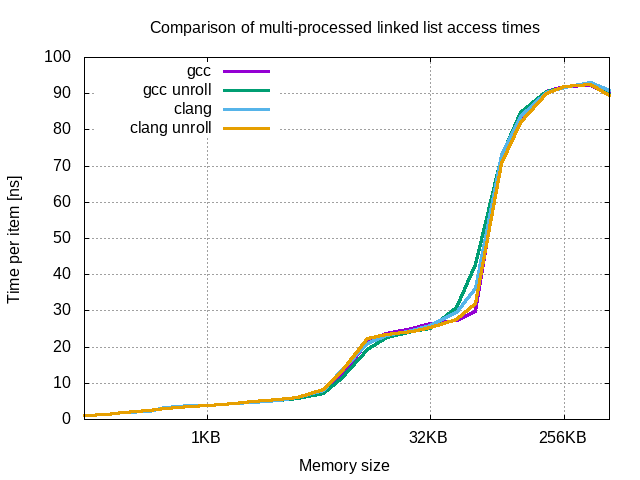 Comparison of multi-processed linked list access times
100
90
80
70
60
50
40
30
20
10
0
gcc
gcc unroll
clang
clang unroll
Time per item [ns]
1KB
32KB
256KB
Memory size